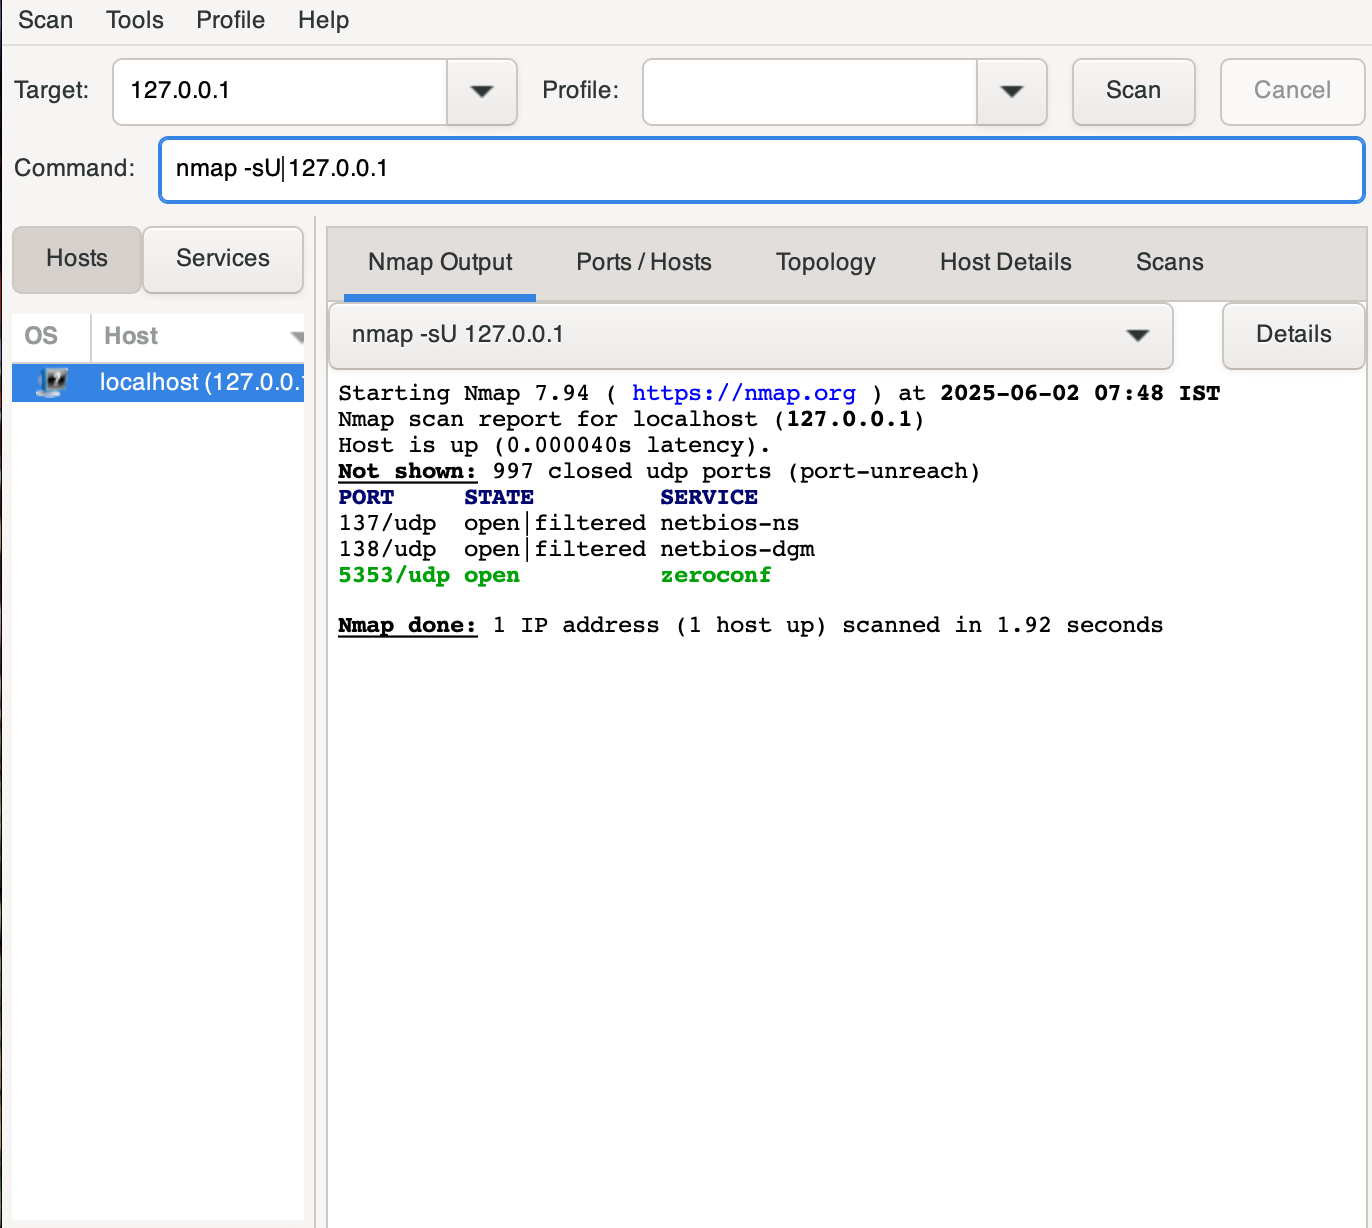 Scan Tools Profile Help
Target: 127.0.0.1 Profile: Scan Cancel
Command: nmap -sU 127.0.0.1
Hosts Services
Nmap Output Ports / Hosts Topology Host Details Scans
OS Host
nmap -sU 127.0.0.1 Details
localhost (127.0.0.
Starting Nmap 7.94 ( https://nmap.org ) at 2025-06-02 07:48 IST
Nmap scan report for localhost (127.0.0.1)
Host is up (0.000040s latency).
Not shown: 997 closed udp ports (port-unreach)
PORT STATE SERVICE
137/udp open|filtered netbios-ns
138/udp open|filtered netbios-dgm
5353/udp open zeroconf
Nmap done: 1 IP address (1 host up) scanned in 1.92 seconds